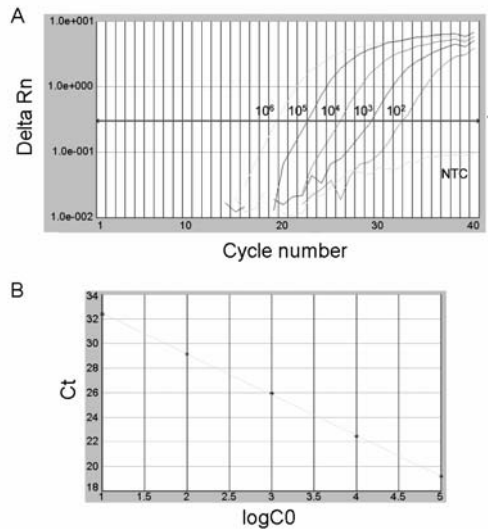 A
Delta Rn
1.0e+001
1.0e+000
1.0e-001
1.0e-002
10⁶ 10⁵ 10⁴ 10³ 10²
NTC
1 10 20 30 40
Cycle number
B
Ct
34
32
30
28
26
24
22
20
18
1 1.5 2 2.5 3 3.5 4 4.5 5
logC0